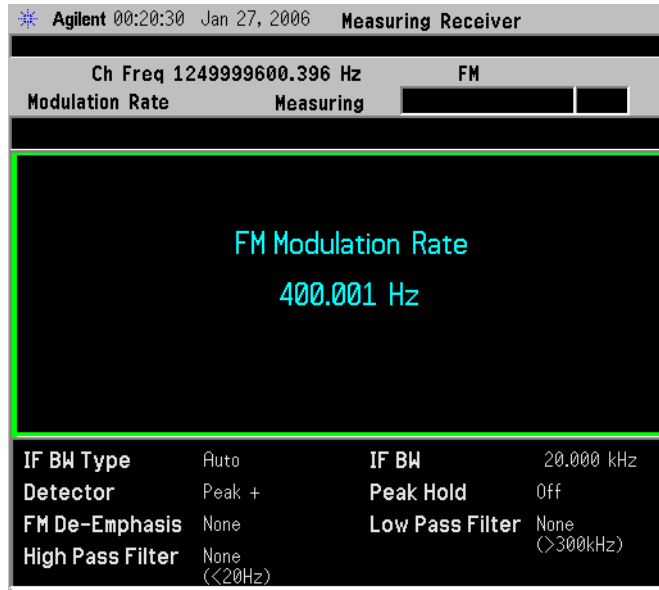 Agilent 00:20:30 Jan 27, 2006 Measuring Receiver
Ch Freq 1249999600.396 Hz FM
Modulation Rate Measuring
FM Modulation Rate
400.001 Hz
IF BW Type Auto IF BW 20.000 kHz
Detector Peak + Peak Hold Off
FM De-Emphasis None Low Pass Filter None
(>300kHz)
High Pass Filter None
(<20Hz)